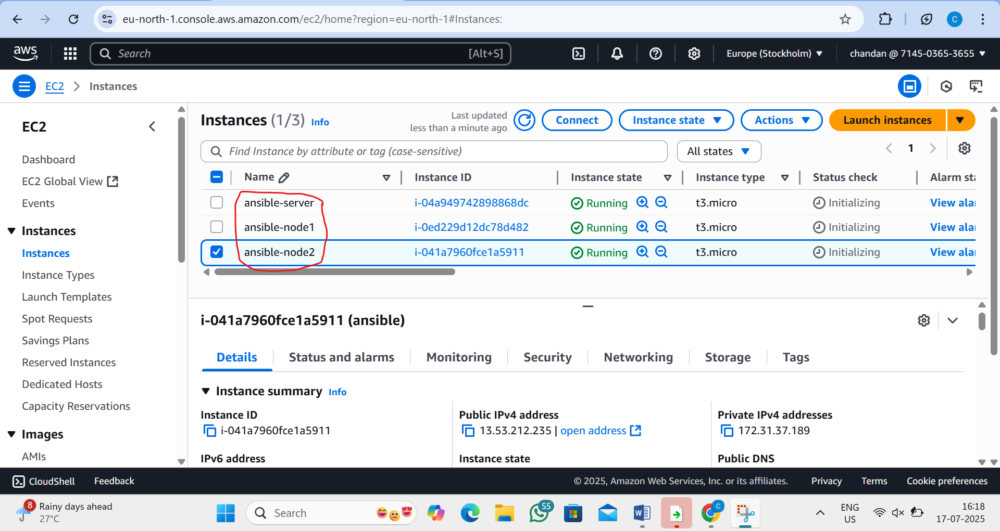 eu-north-1.console.aws.amazon.com/ec2/home?region=eu-north-1#Instances:
C
aws
Search [Alt+S]
Europe (Stockholm)
chandan @ 7145-0365-3655
EC2 > Instances
EC2
Dashboard
EC2 Global View
Events
Instances
Instances
Instance Types
Launch Templates
Spot Requests
Savings Plans
Reserved Instances
Dedicated Hosts
Capacity Reservations
Images
AMIs
Instances (1/3) Info
Last updated
less than a minute ago
Connect
Instance state
Actions
Launch instances
Find Instance by attribute or tag (case-sensitive)
All states
1
Name Instance ID Instance state Instance type Status check Alarm sta
ansible-server i-04a949742898868dc Running t3.micro Initializing View alar
ansible-node1 i-0ed229d12dc78d482 Running t3.micro Initializing View alar
ansible-node2 i-041a7960fce1a5911 Running t3.micro Initializing View alar
i-041a7960fce1a5911 (ansible)
Details Status and alarms Monitoring Security Networking Storage Tags
Instance summary Info
Instance ID
i-041a7960fce1a5911
Public IPv4 address
13.53.212.235 | open address
Private IPv4 addresses
172.31.37.189
IPv6 address
Instance state
Public DNS
CloudShell Feedback
© 2025, Amazon Web Services, Inc. or its affiliates. Privacy Terms Cookie preferences
8
Rainy days ahead
27°C
Search
55
W
C
ENG
US
16:18
17-07-2025